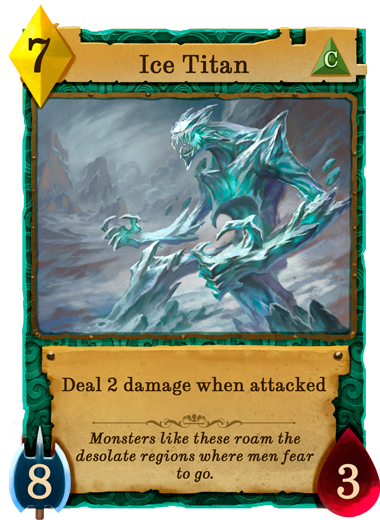 7
Ice Titan
C
Deal 2 damage when attacked
Monsters like these roam the
desolate regions where men fear
to go.
8
3